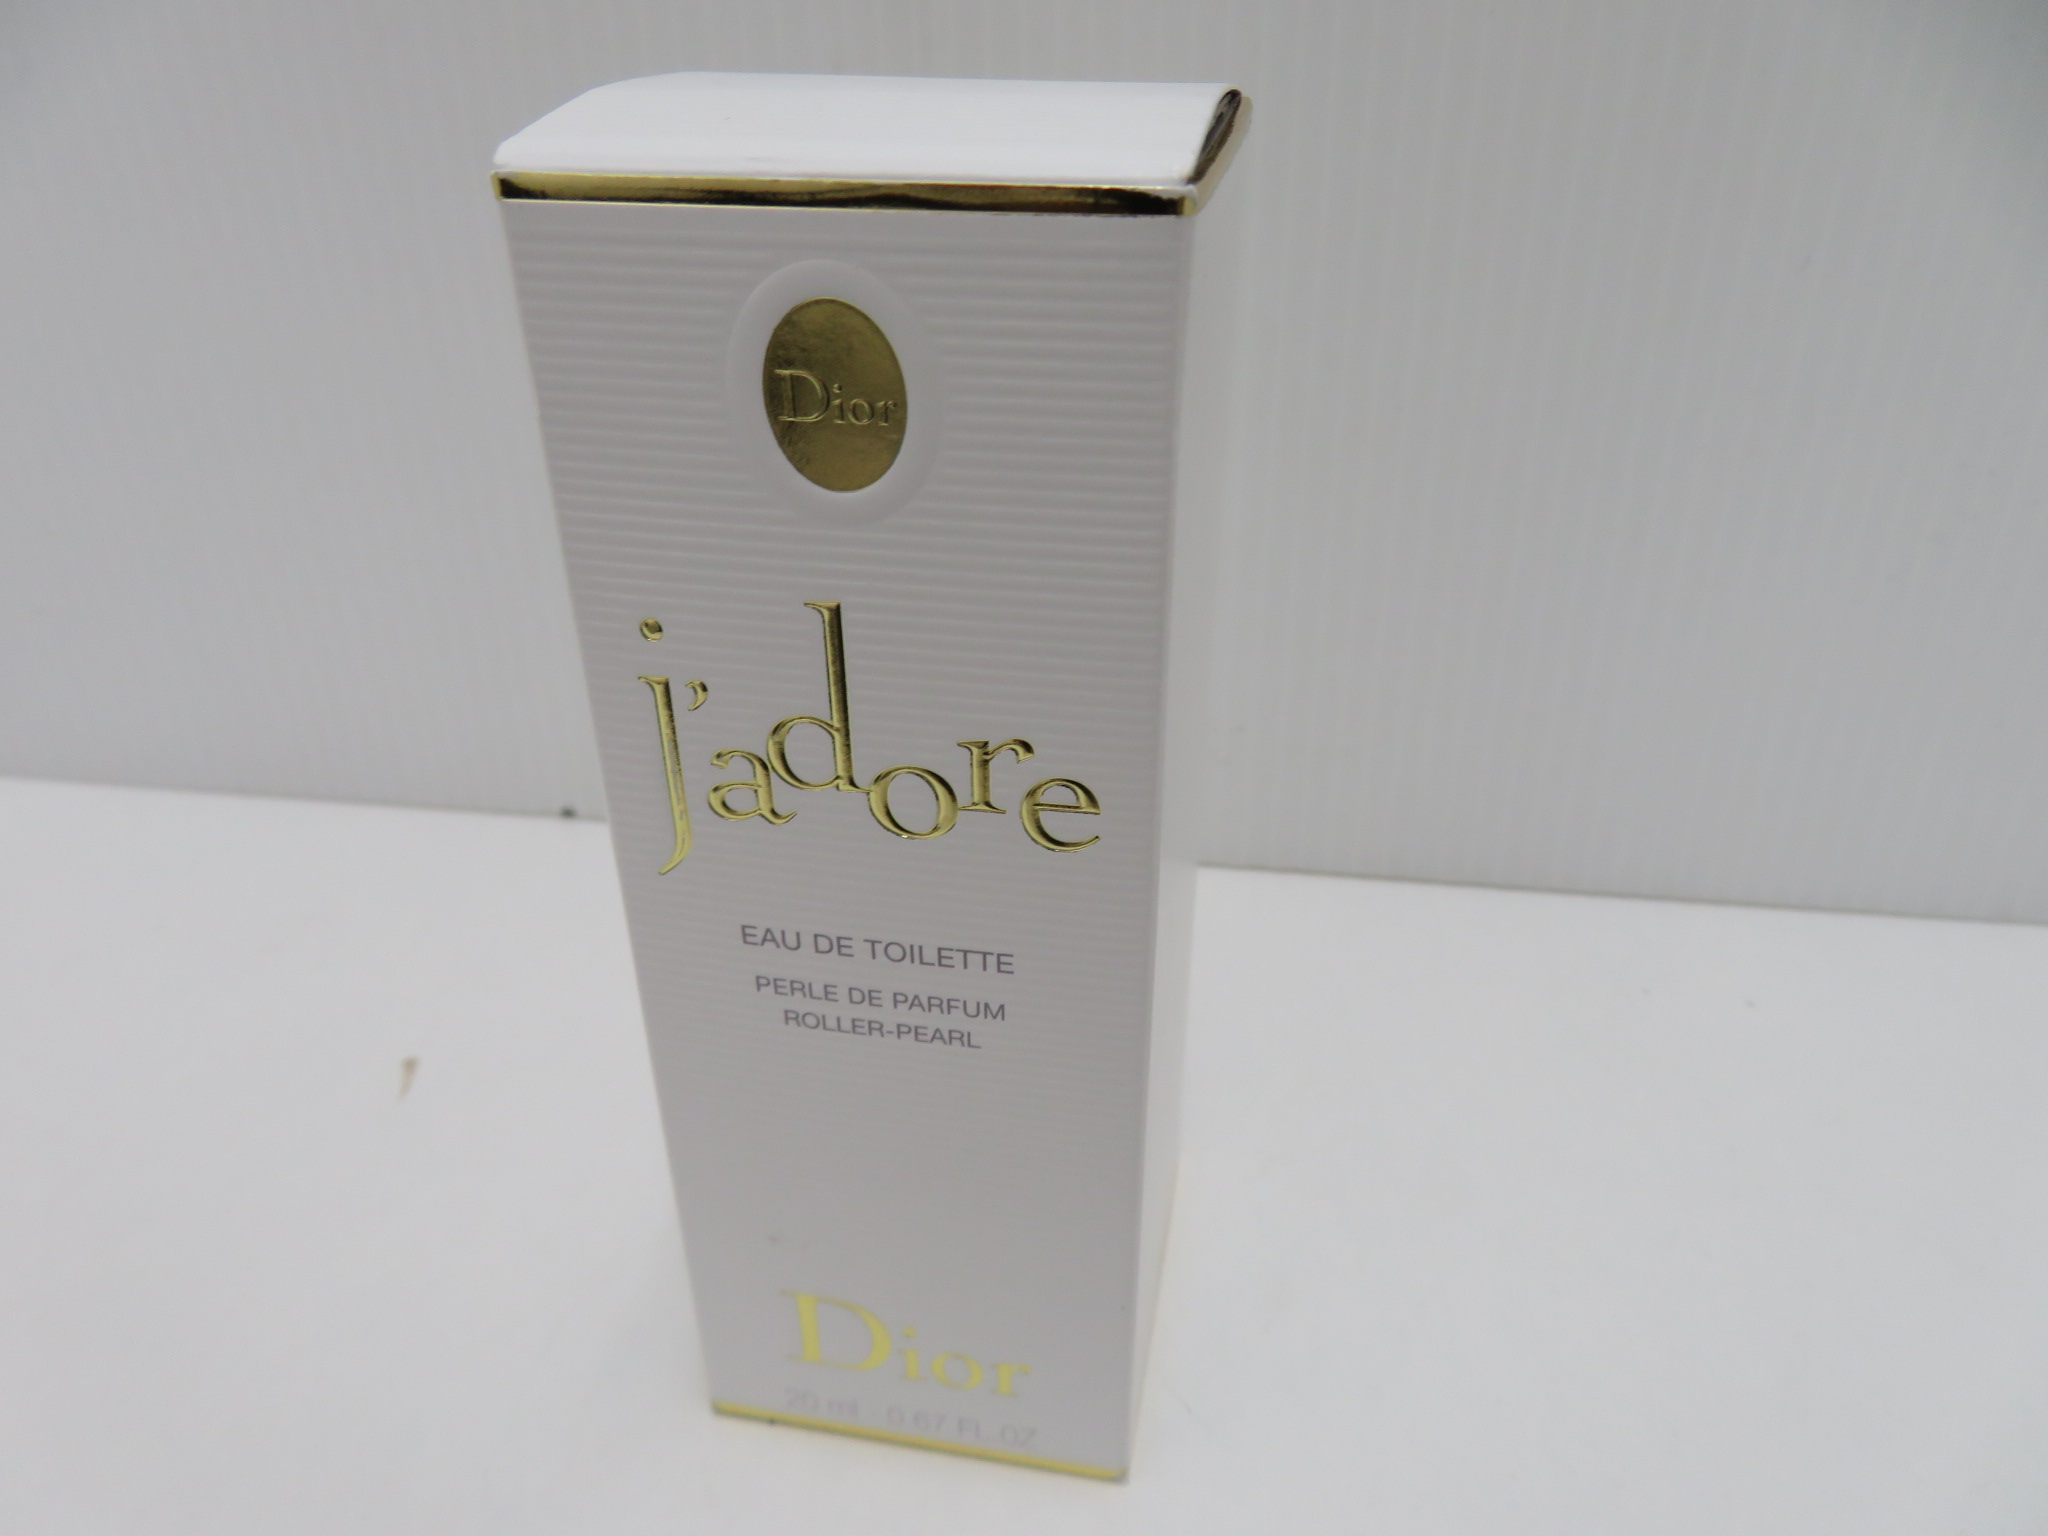 Dior
j'adore
EAU DE TOILETTE
PERLE DE PARFUM
ROLLER-PEARL
Dior
20 ml - 0.67 FL. OZ